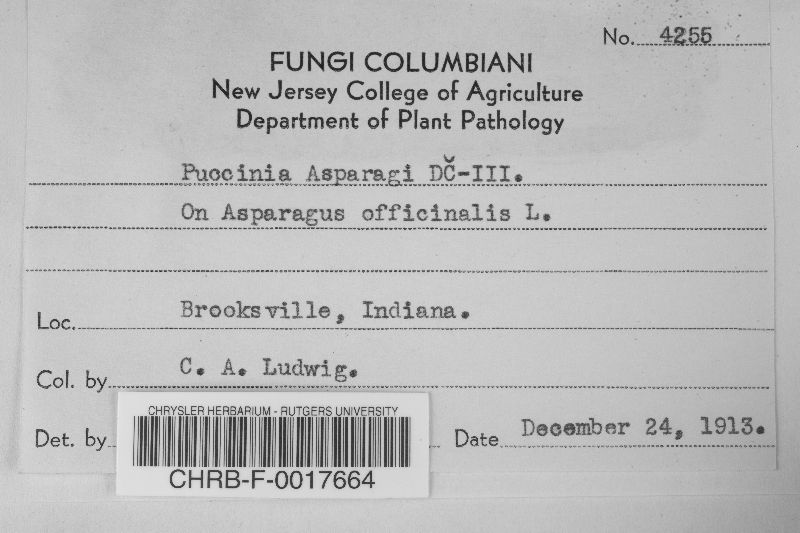 No. 4255
FUNGI COLUMBIANI
New Jersey College of Agriculture
Department of Plant Pathology
Puccinia Asparagi DČ-III.
On Asparagus officinalis L.
Loc. Brooksville, Indiana.
Col. by C. A. Ludwig.
Det. by
Date December 24, 1913.
CHRYSLER HERBARIUM - RUTGERS UNIVERSITY
CHRB-F-0017664